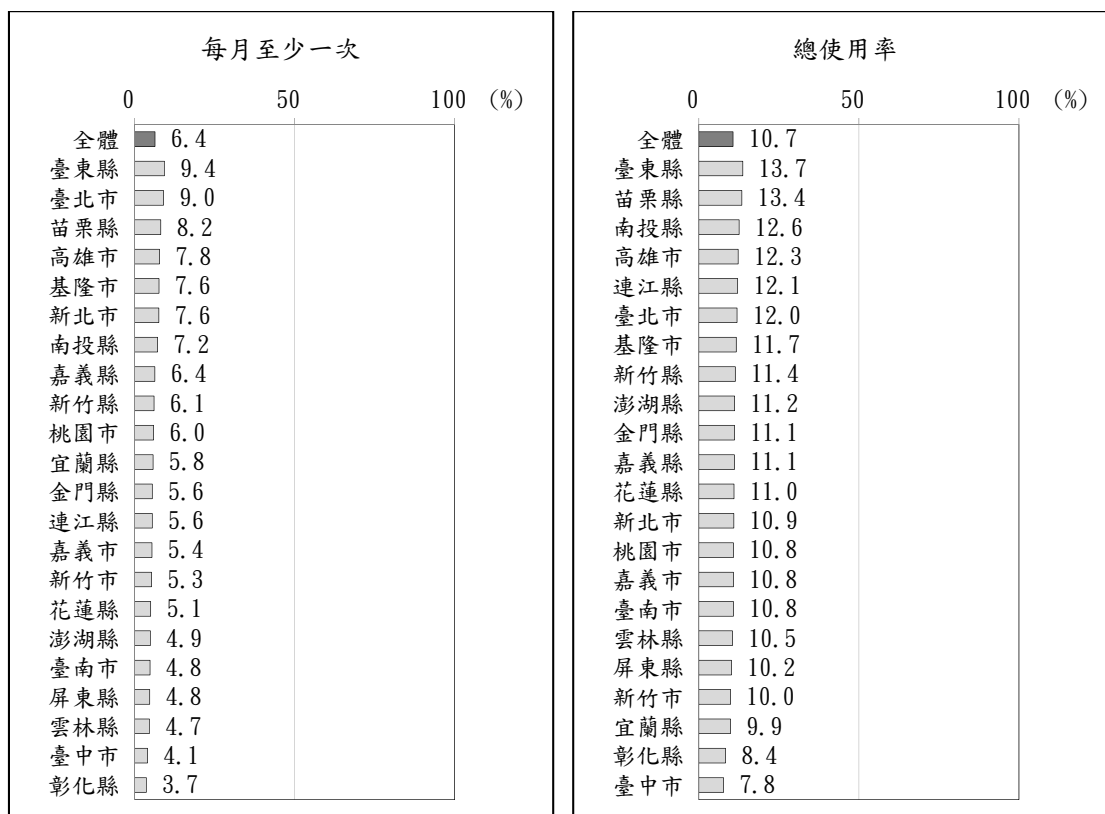 每月至少一次
0 50 100 (%)
全體 6.4
臺東縣 9.4
臺北市 9.0
苗栗縣 8.2
高雄市 7.8
基隆市 7.6
新北市 7.6
南投縣 7.2
嘉義縣 6.4
新竹縣 6.1
桃園市 6.0
宜蘭縣 5.8
金門縣 5.6
連江縣 5.6
嘉義市 5.4
新竹市 5.3
花蓮縣 5.1
澎湖縣 4.9
臺南市 4.8
屏東縣 4.8
雲林縣 4.7
臺中市 4.1
彰化縣 3.7
總使用率
0 50 100 (%)
全體 10.7
臺東縣 13.7
苗栗縣 13.4
南投縣 12.6
高雄市 12.3
連江縣 12.1
臺北市 12.0
基隆市 11.7
新竹縣 11.4
澎湖縣 11.2
金門縣 11.1
嘉義縣 11.1
花蓮縣 11.0
新北市 10.9
桃園市 10.8
嘉義市 10.8
臺南市 10.8
雲林縣 10.5
屏東縣 10.2
新竹市 10.0
宜蘭縣 9.9
彰化縣 8.4
臺中市 7.8